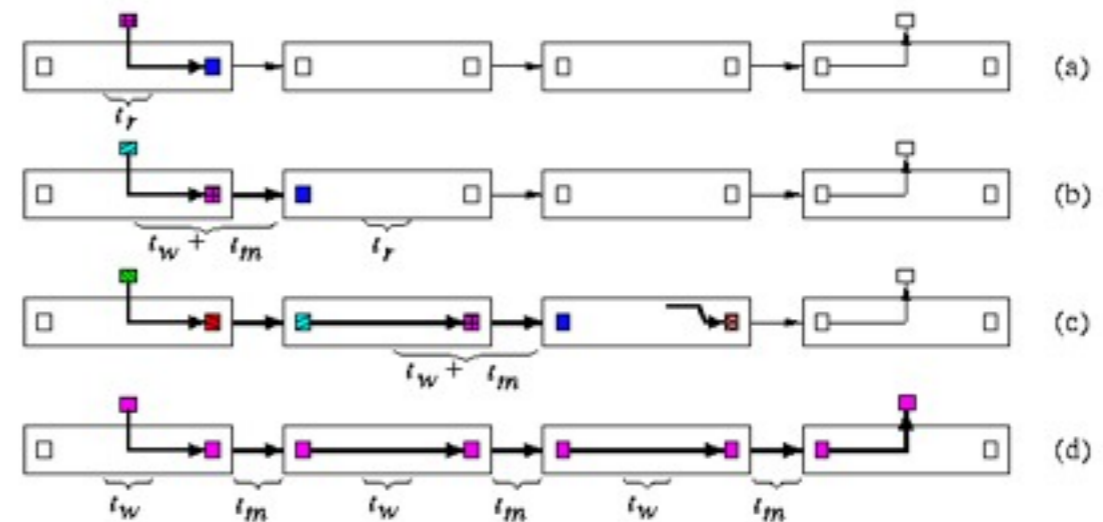 (a)
t_r
(b)
t_w + t_m t_r
(c)
t_w + t_m
(d)
t_w t_m t_w t_m t_w t_m